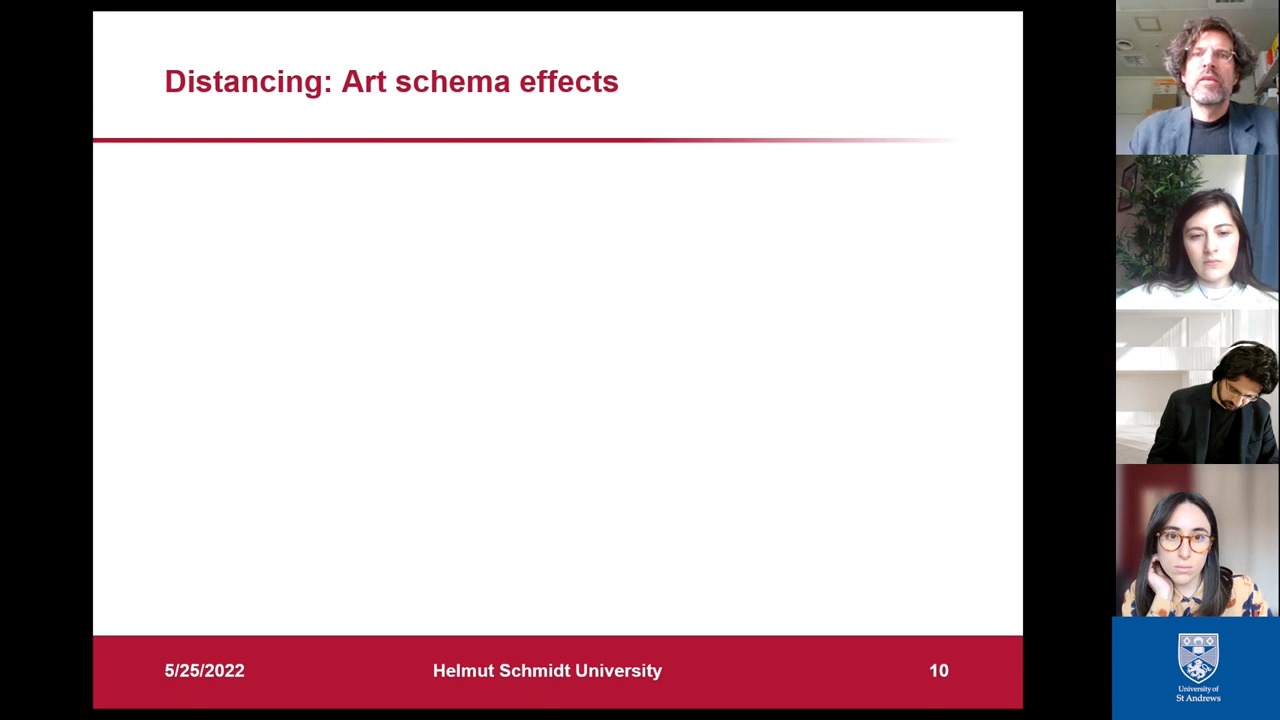 Distancing: Art schema effects
5/25/2022
Helmut Schmidt University
10
University of
St Andrews